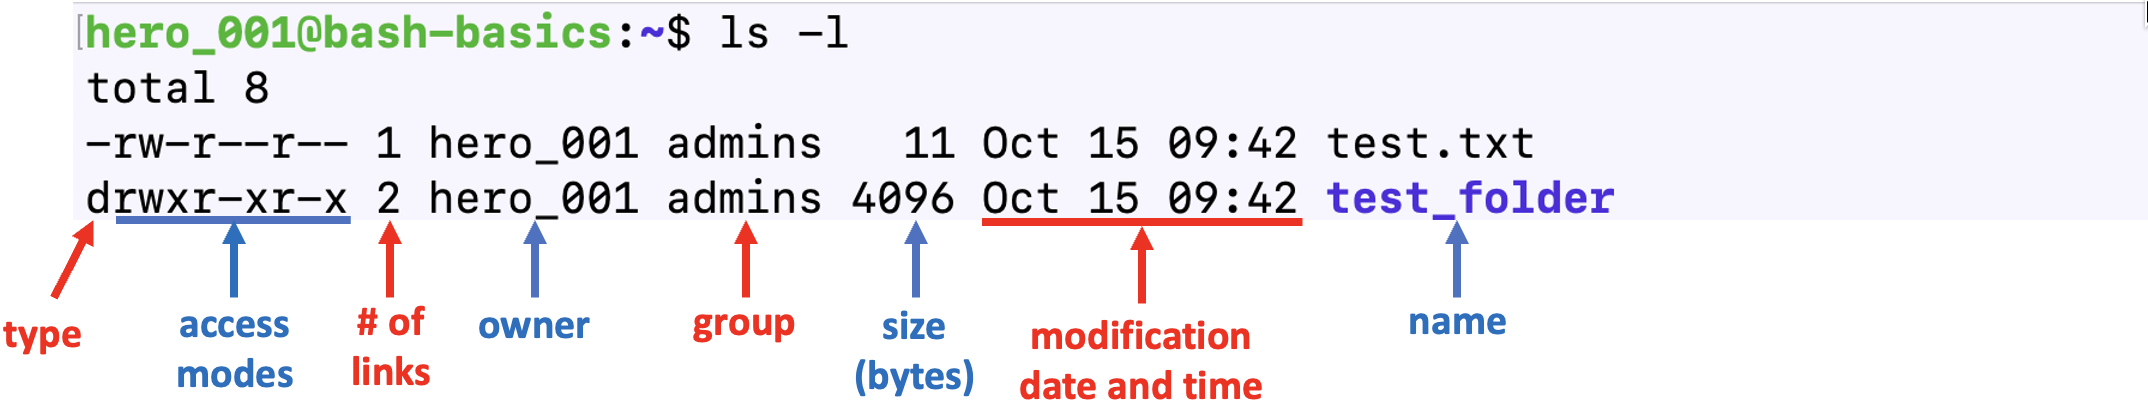 [hero_001@bash-basics:~$ ls -l
total 8
-rw-r--r-- 1 hero_001 admins   11 Oct 15 09:42 test.txt
drwxr-xr-x 2 hero_001 admins 4096 Oct 15 09:42 test_folder
type
access
modes
# of
links
owner
group
size
(bytes)
modification
date and time
name